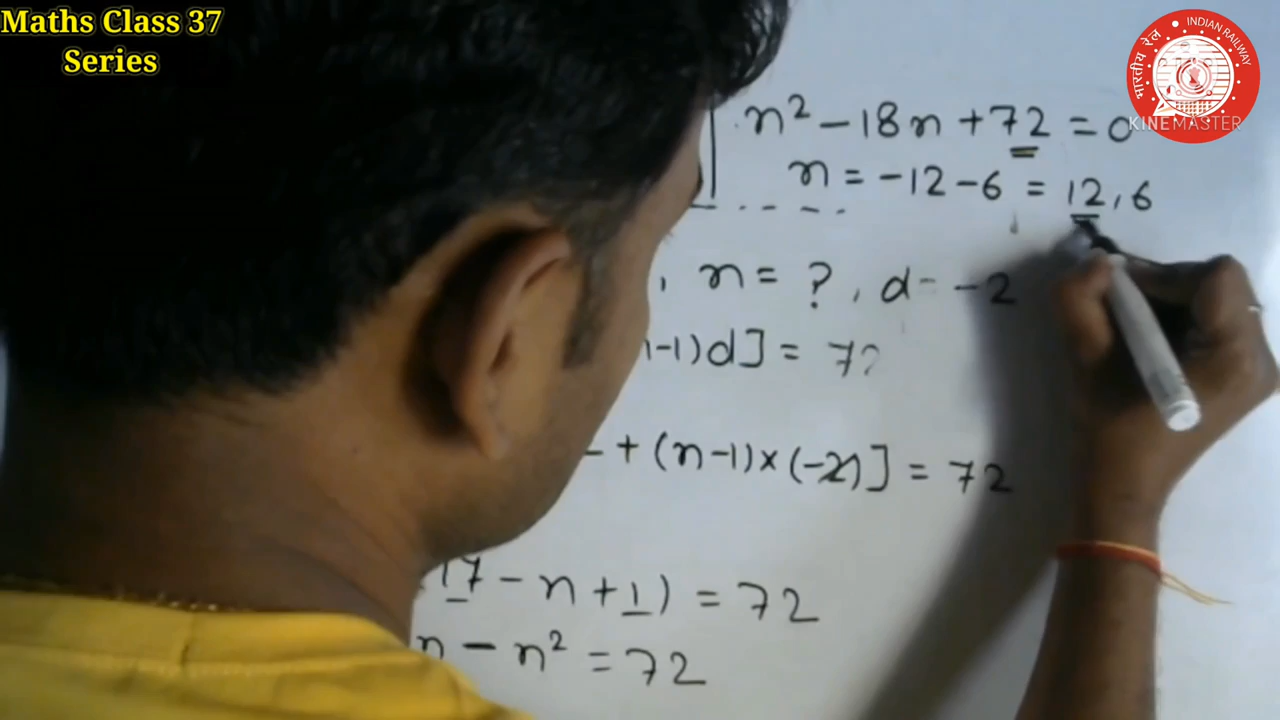 Maths Class 37
Series
INDIAN RAILWAY
भारतीय रेल
KINEMASTER
n² - 18n + 72 = 0
n = -12 - 6 = 12, 6
, n = ?, d = -2
-1)d] = 72
+ (n-1)×(-2)] = 72
(17 - n + 1) = 72
n - n² = 72